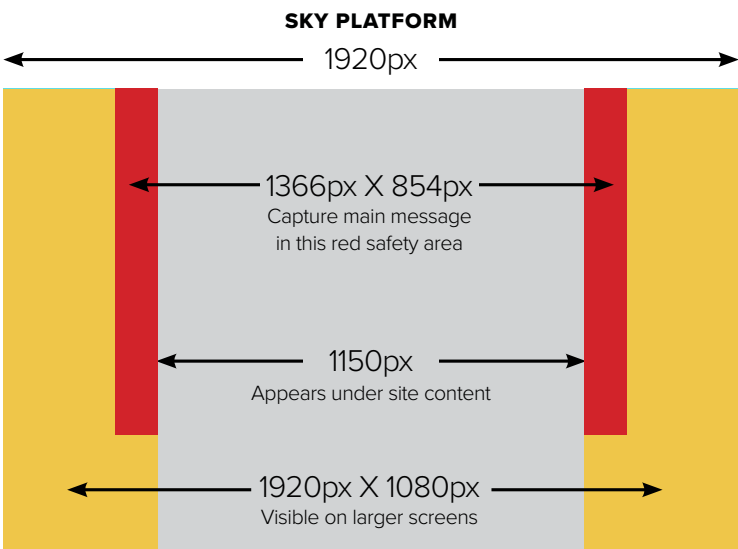 SKY PLATFORM
1920px
1366px X 854px
Capture main message
in this red safety area
1150px
Appears under site content
1920px X 1080px
Visible on larger screens